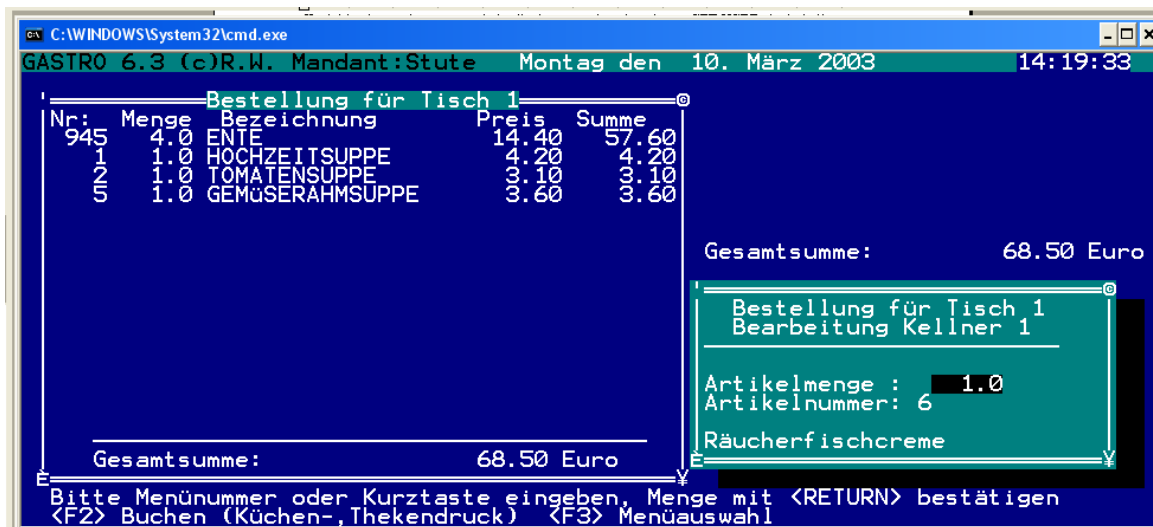 C:\WINDOWS\System32\cmd.exe
GASTRO 6.3 (c)R.W. Mandant:Stute Montag den 10. März 2003 14:19:33
Bestellung für Tisch 1
Nr: Menge Bezeichnung Preis Summe
945 4.0 ENTE 14.40 57.60
1 1.0 HOCHZEITSUPPE 4.20 4.20
2 1.0 TOMATENSUPPE 3.10 3.10
5 1.0 GEMüSERAHMSUPPE 3.60 3.60
Gesamtsumme: 68.50 Euro
Bestellung für Tisch 1
Bearbeitung Kellner 1
Artikelmenge : 1.0
Artikelnummer: 6
Räucherfischcreme
Gesamtsumme: 68.50 Euro
Bitte Menünummer oder Kurztaste eingeben, Menge mit <RETURN> bestätigen
<F2> Buchen (Küchen-,Thekendruck) <F3> Menüauswahl